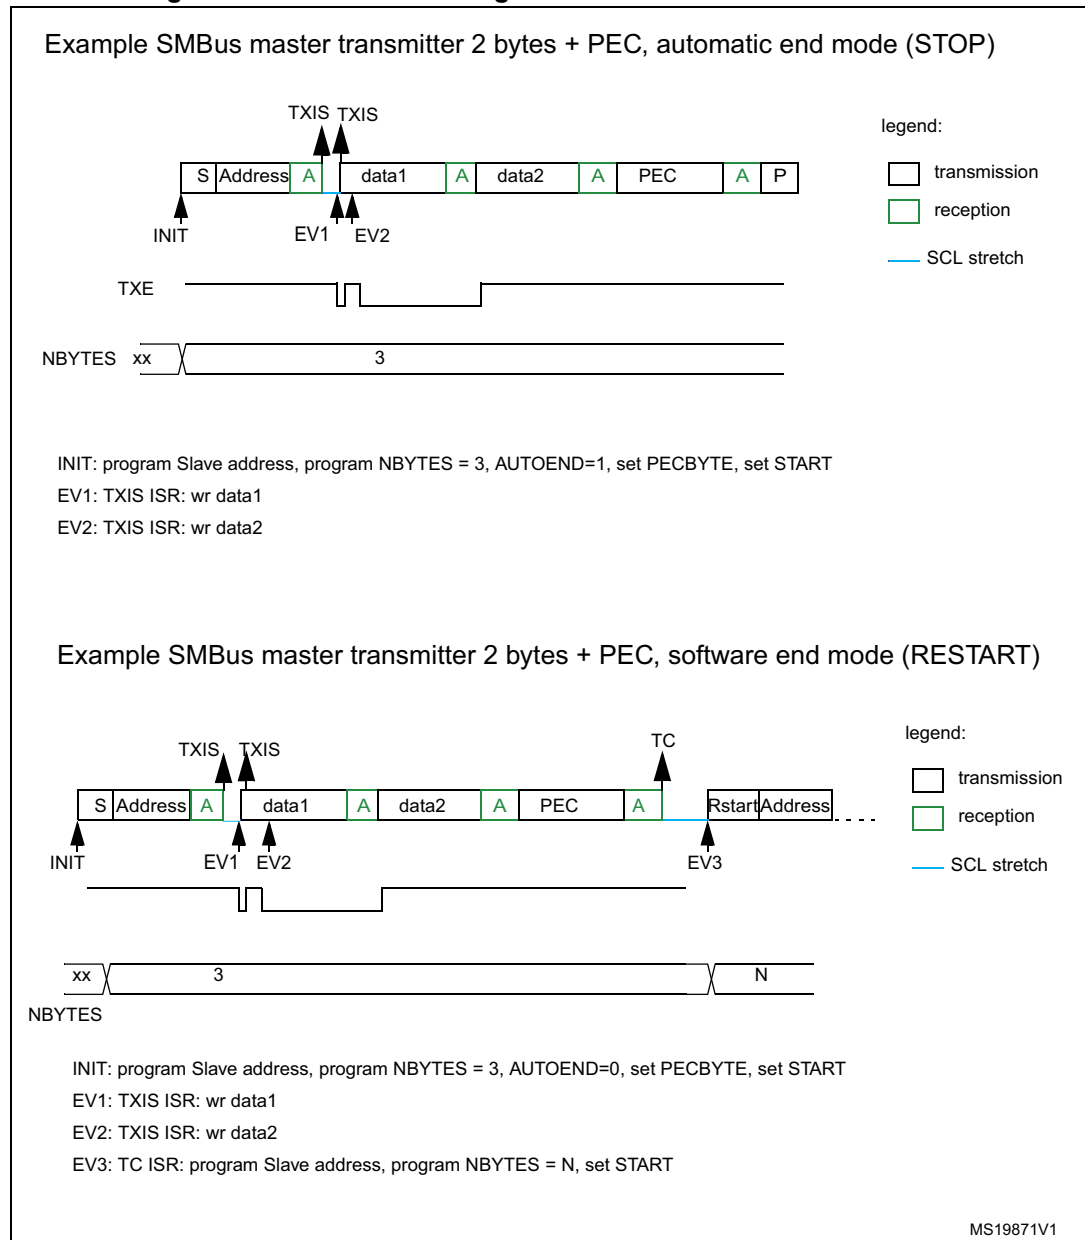 Example SMBus master transmitter 2 bytes + PEC, automatic end mode (STOP)
TXIS TXIS
legend:
S Address A data1 A data2 A PEC A P
transmission
reception
INIT EV1 EV2
SCL stretch
TXE
NBYTES xx 3
INIT: program Slave address, program NBYTES = 3, AUTOEND=1, set PECBYTE, set START
EV1: TXIS ISR: wr data1
EV2: TXIS ISR: wr data2
Example SMBus master transmitter 2 bytes + PEC, software end mode (RESTART)
TXIS TXIS TC
legend:
S Address A data1 A data2 A PEC A Rstart Address
transmission
reception
INIT EV1 EV2 EV3
SCL stretch
xx 3 N
NBYTES
INIT: program Slave address, program NBYTES = 3, AUTOEND=0, set PECBYTE, set START
EV1: TXIS ISR: wr data1
EV2: TXIS ISR: wr data2
EV3: TC ISR: program Slave address, program NBYTES = N, set START
MS19871V1